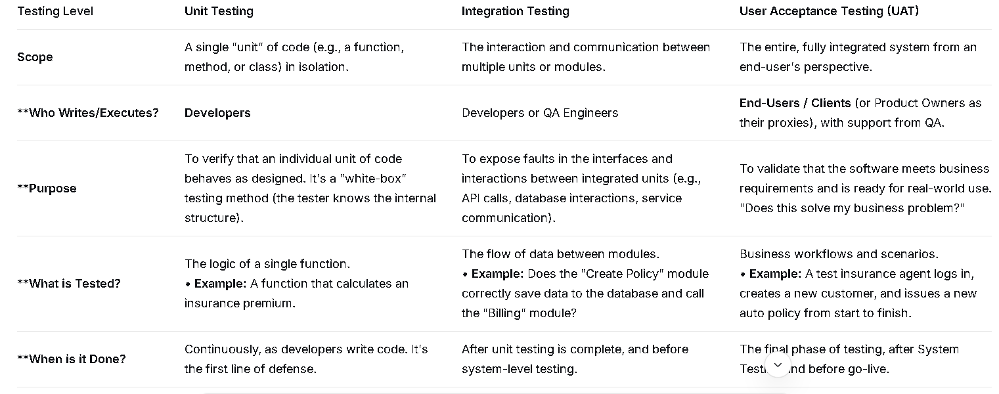 Testing Level Unit Testing Integration Testing User Acceptance Testing (UAT)
Scope
A single "unit" of code (e.g., a function,
method, or class) in isolation.
The interaction and communication between
multiple units or modules.
The entire, fully integrated system from an
end-user's perspective.
**Who Writes/Executes?
Developers
Developers or QA Engineers
End-Users / Clients (or Product Owners as
their proxies), with support from QA.
**Purpose
To verify that an individual unit of code
behaves as designed. It's a "white-box"
testing method (the tester knows the internal
structure).
To expose faults in the interfaces and
interactions between integrated units (e.g.,
API calls, database interactions, service
communication).
To validate that the software meets business
requirements and is ready for real-world use.
"Does this solve my business problem?"
**What is Tested?
The logic of a single function.
• Example: A function that calculates an
insurance premium.
The flow of data between modules.
• Example: Does the "Create Policy" module
correctly save data to the database and call
the "Billing" module?
Business workflows and scenarios.
• Example: A test insurance agent logs in,
creates a new customer, and issues a new
auto policy from start to finish.
**When is it Done?
Continuously, as developers write code. It's
the first line of defense.
After unit testing is complete, and before
system-level testing.
The final phase of testing, after System
before go-live.